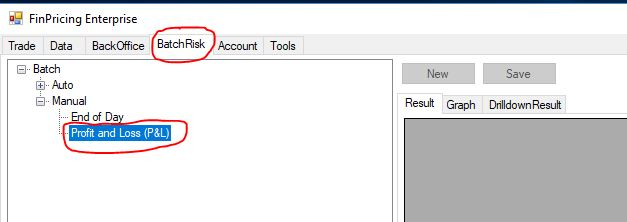 FinPricing Enterprise
Trade Data BackOffice BatchRisk Account Tools
Batch
Auto
Manual
End of Day
Profit and Loss (P&L)
New Save
Result Graph DrilldownResult